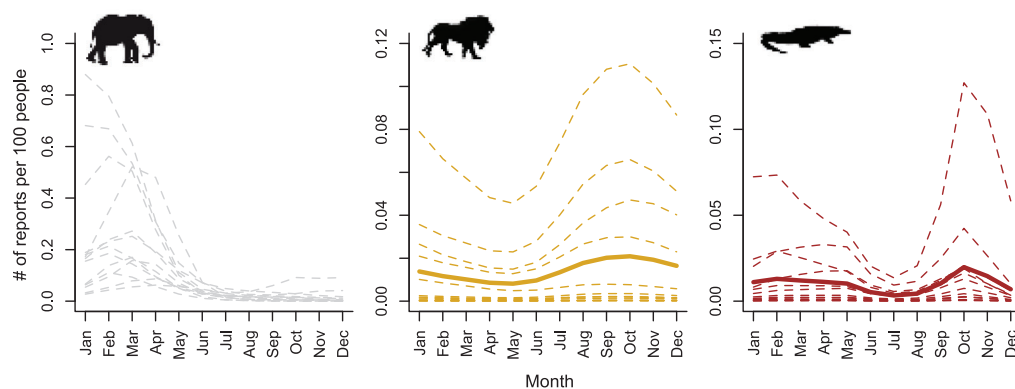 # of reports per 100 people
0.0 0.2 0.4 0.6 0.8 1.0
Jan Feb Mar Apr May Jun Jul Aug Sep Oct Nov Dec
0.00 0.04 0.08 0.12
Jan Feb Mar Apr May Jun Jul Aug Sep Oct Nov Dec
0.00 0.05 0.10 0.15
Jan Feb Mar Apr May Jun Jul Aug Sep Oct Nov Dec
Month